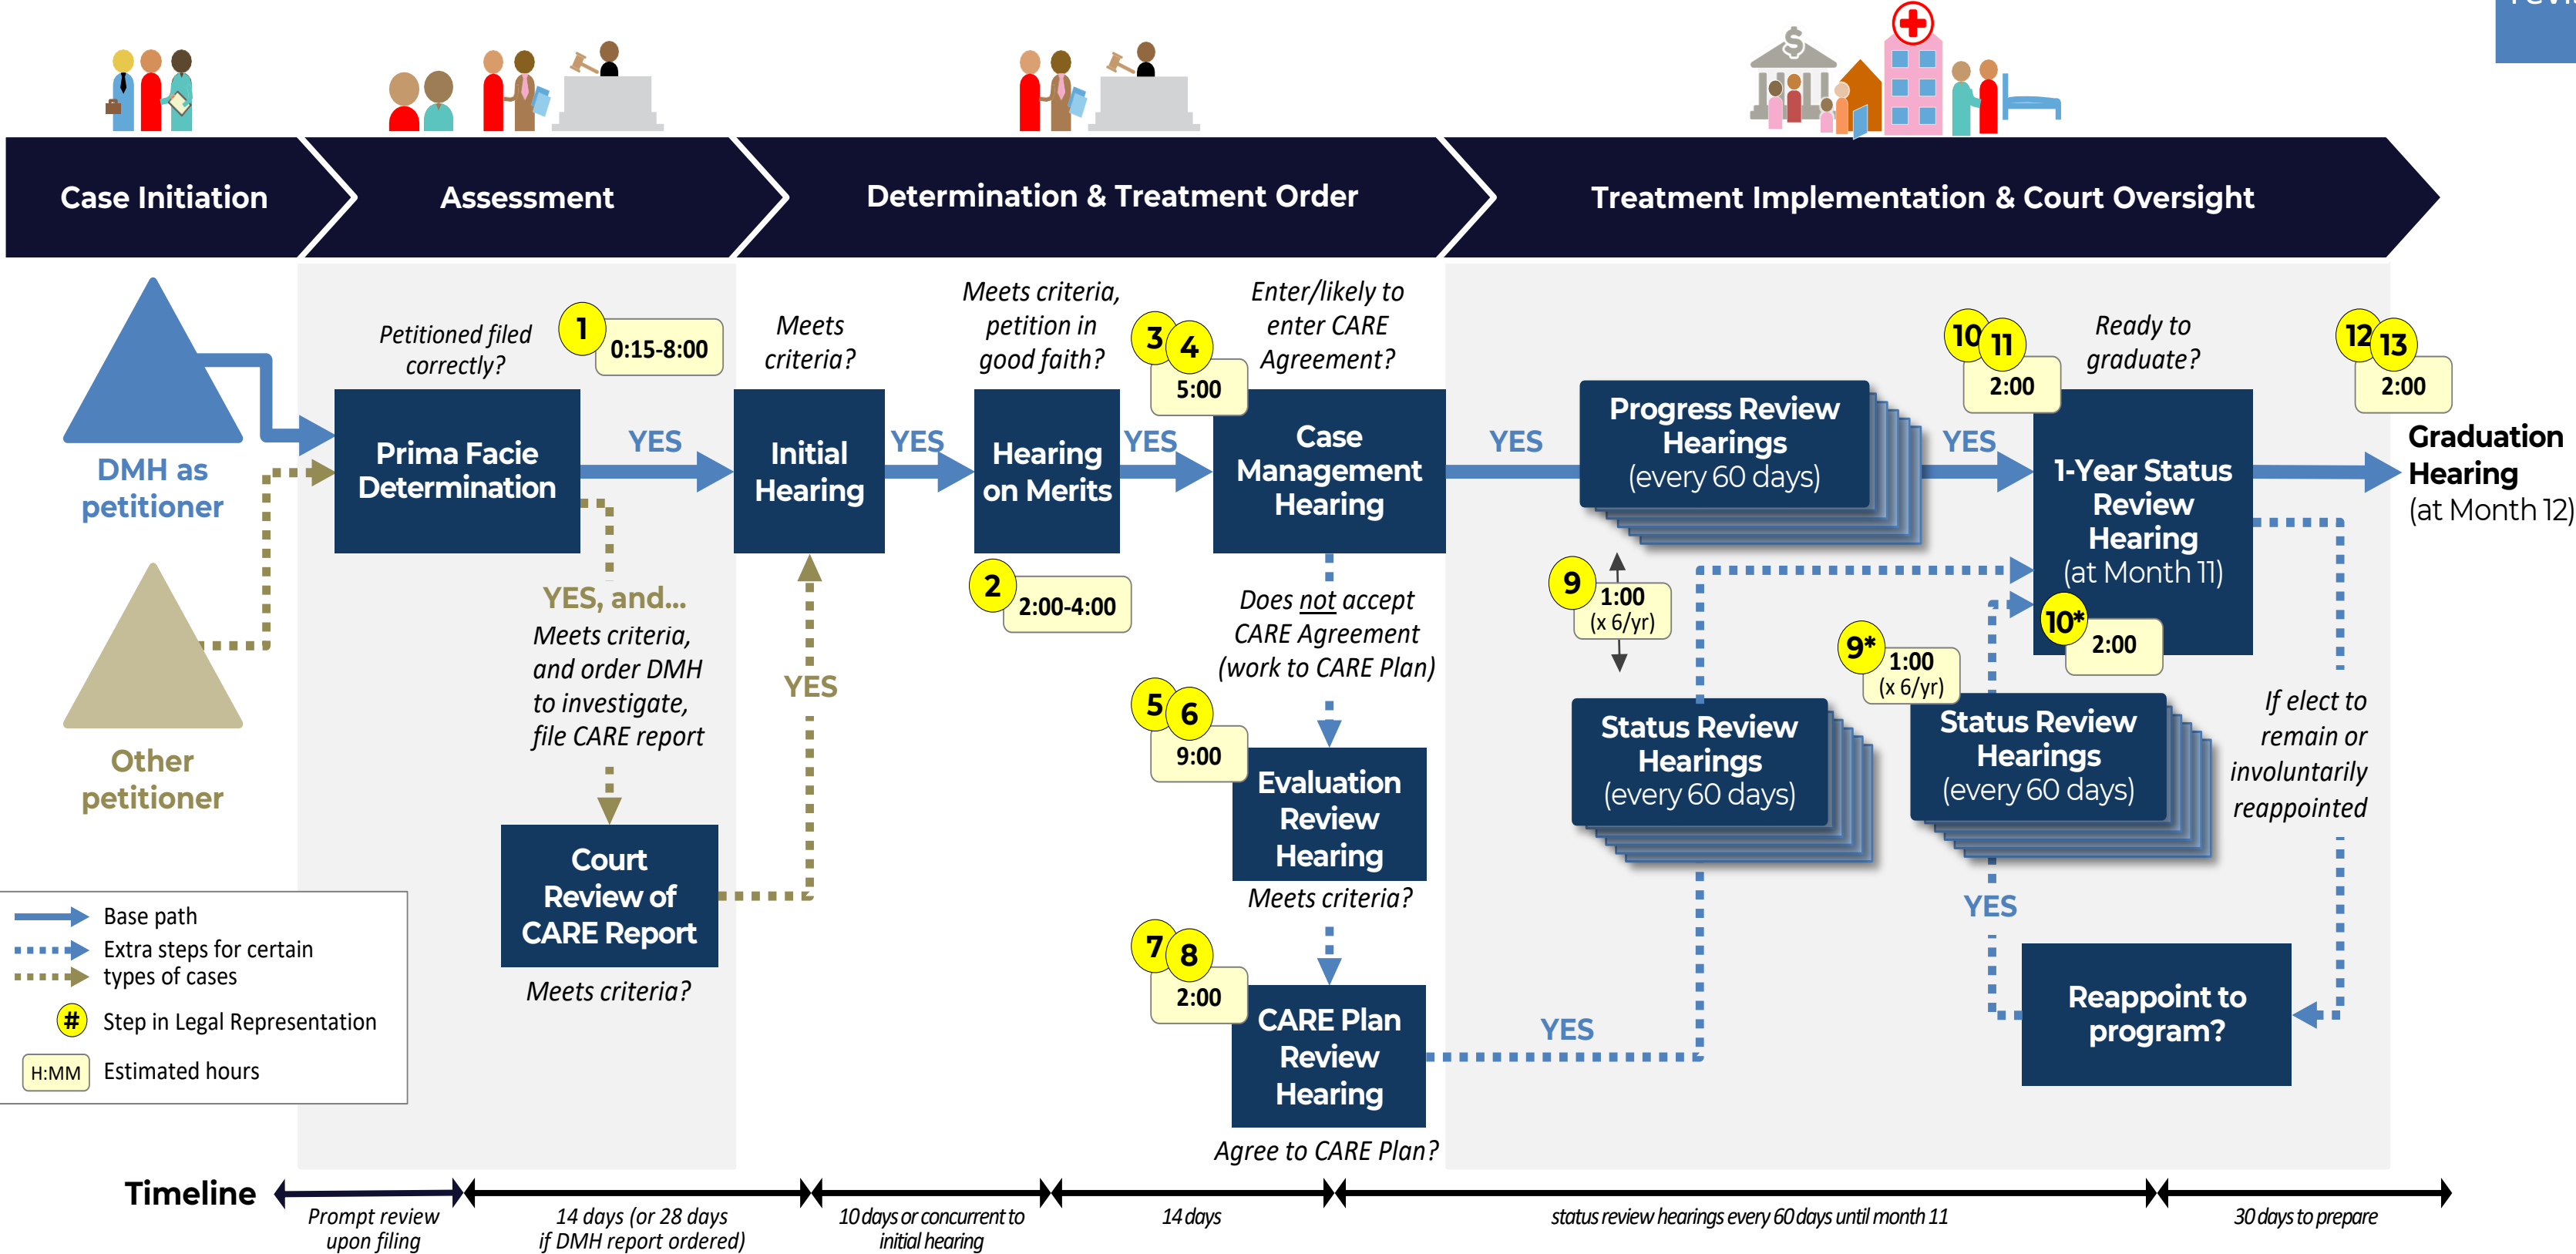 Case Initiation
Assessment
Determination & Treatment Order
Treatment Implementation & Court Oversight
DMH as
petitioner
Other
petitioner
Petitioned filed
correctly?
1
0:15-8:00
Prima Facie
Determination
YES
YES, and...
Meets criteria,
and order DMH
to investigate,
file CARE report
Court
Review of
CARE Report
Meets criteria?
YES
Meets
criteria?
Initial
Hearing
YES
Meets criteria,
petition in
good faith?
Hearing
on Merits
2
2:00-4:00
YES
3
4
5:00
Enter/likely to
enter CARE
Agreement?
Case
Management
Hearing
Does not accept
CARE Agreement
(work to CARE Plan)
5
6
9:00
Evaluation
Review
Hearing
Meets criteria?
7
8
2:00
CARE Plan
Review
Hearing
Agree to CARE Plan?
YES
YES
Progress Review
Hearings
(every 60 days)
9
1:00
(x 6/yr)
Status Review
Hearings
(every 60 days)
YES
10
11
2:00
Ready to
graduate?
1-Year Status
Review
Hearing
(at Month 11)
10*
2:00
9*
1:00
(x 6/yr)
Status Review
Hearings
(every 60 days)
YES
Reappoint to
program?
If elect to
remain or
involuntarily
reappointed
12
13
2:00
Graduation
Hearing
(at Month 12)
Base path
Extra steps for certain
types of cases
# Step in Legal Representation
H:MM Estimated hours
Timeline
Prompt review
upon filing
14 days (or 28 days
if DMH report ordered)
10 days or concurrent to
initial hearing
14 days
status review hearings every 60 days until month 11
30 days to prepare